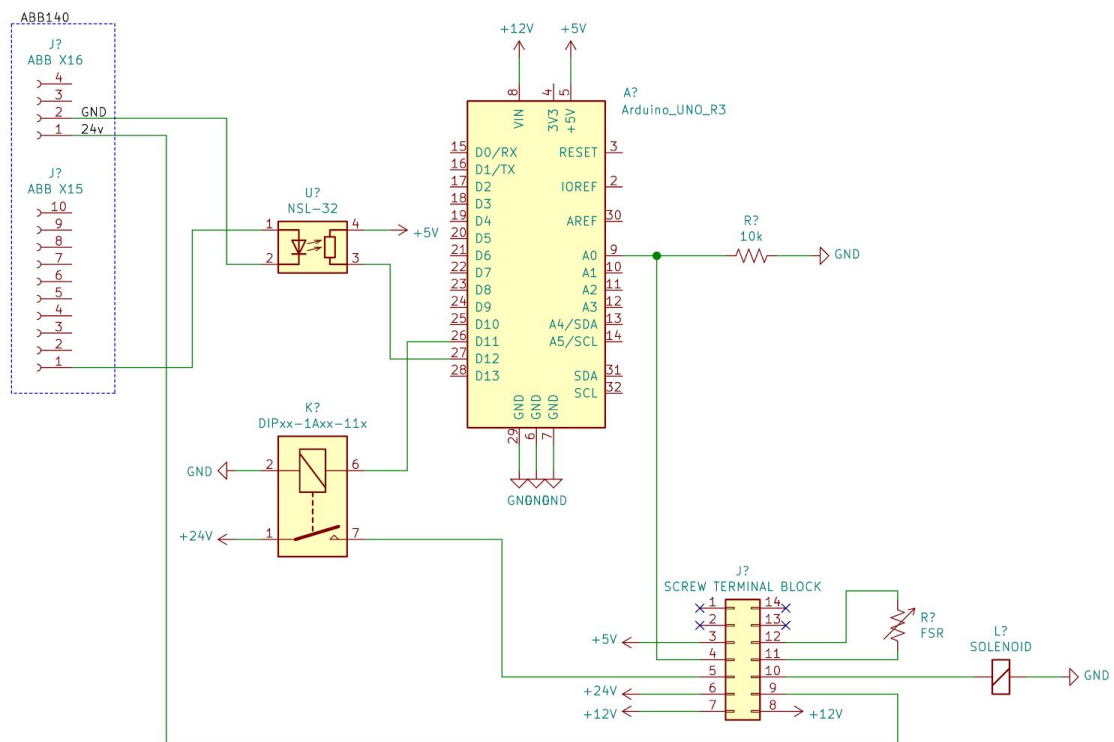 ABB140
J?
ABB X16
4
3
2 GND
1 24v
J?
ABB X15
10
9
8
7
6
5
4
3
2
1
U?
NSL-32
1
2
4
3
+5V
K?
DIPxx-1Axx-11x
GND
2
6
+24V
1
7
+12V
+5V
8
4
5
A?
Arduino_UNO_R3
VIN
3V3
+5V
15 D0/RX
16 D1/TX
17 D2
18 D3
19 D4
20 D5
21 D6
22 D7
23 D8
24 D9
25 D10
26 D11
27 D12
28 D13
RESET 3
IOREF 2
AREF 30
A0 9
A1 10
A2 11
A3 12
A4/SDA 13
A5/SCL 14
SDA 31
SCL 32
GND
GND
GND
29
6
7
GND
GND
GND
R?
10k
GND
J?
SCREW TERMINAL BLOCK
1
2
3
4
5
6
7
14
13
12
11
10
9
8
+5V
+24V
+12V
+12V
R?
FSR
L?
SOLENOID
GND